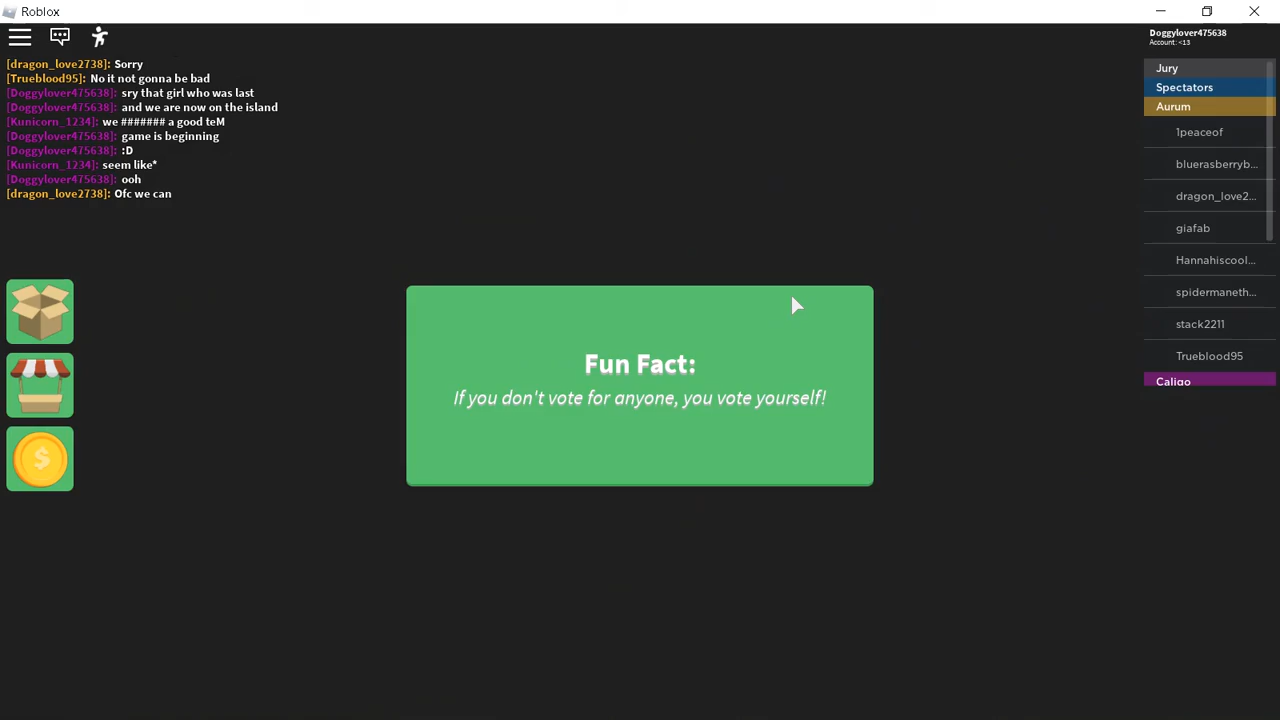 Roblox
Doggylover475638
Account: <13
[dragon_love2738]: Sorry
[Trueblood95]: No it not gonna be bad
[Doggylover475638]: sry that girl who was last
[Doggylover475638]: and we are now on the island
[Kunicorn_1234]: we ####### a good teM
[Doggylover475638]: game is beginning
[Doggylover475638]: :D
[Kunicorn_1234]: seem like*
[Doggylover475638]: ooh
[dragon_love2738]: Ofc we can
Jury
Spectators
Aurum
1peaceof
bluerasberryb...
dragon_love2...
giafab
Hannahiscool...
spidermaneth...
stack2211
Trueblood95
Caligo
Fun Fact:
If you don't vote for anyone, you vote yourself!
$